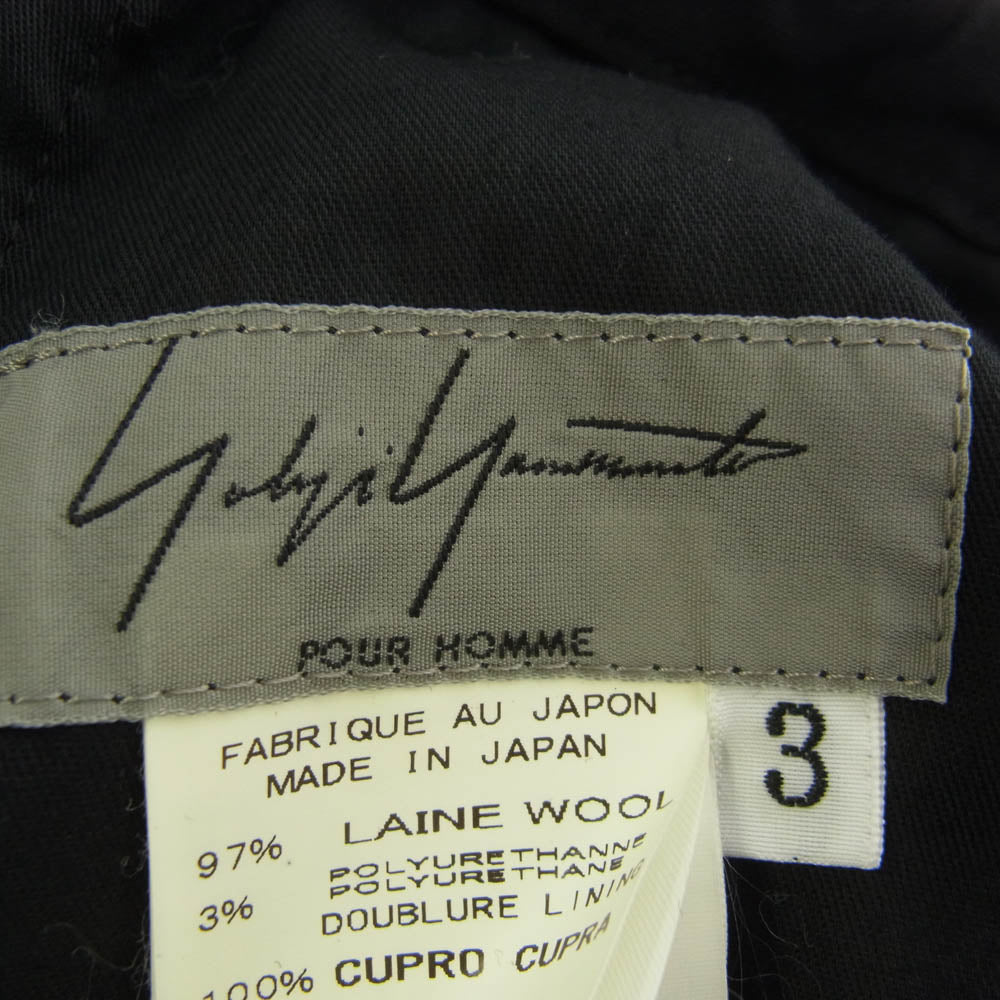 Yohji Yamamoto
POUR HOMME
3
FABRIQUE AU JAPON
MADE IN JAPAN
97% LAINE WOOL
POLYURETHANNE
3% POLYURETHANE
DOUBLURE LINING
100% CUPRO CUPRA